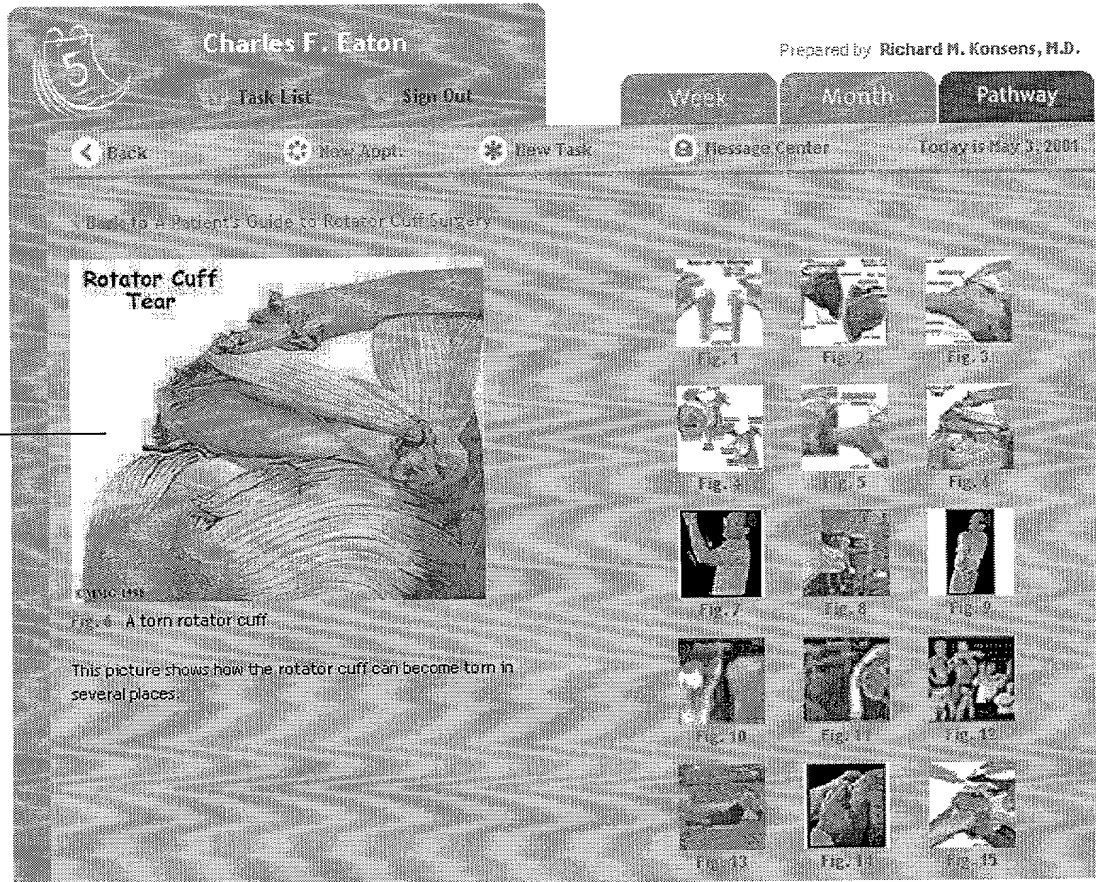 5
Charles F. Eaton
Prepared by Richard M. Konsens, M.D.
Task List
Sign Out
Week
Month
Pathway
Back
New Appt.
New Task
Message Center
Today is May 3, 2001
Back to A Patient's Guide to Rotator Cuff Surgery
Rotator Cuff
Tear
Fig. 1
Fig. 2
Fig. 3
Fig. 4
Fig. 5
Fig. 6
Fig. 7
Fig. 8
Fig. 9
Fig. 6 A torn rotator cuff
This picture shows how the rotator cuff can become torn in
several places.
Fig. 10
Fig. 11
Fig. 12
Fig. 13
Fig. 14
Fig. 15